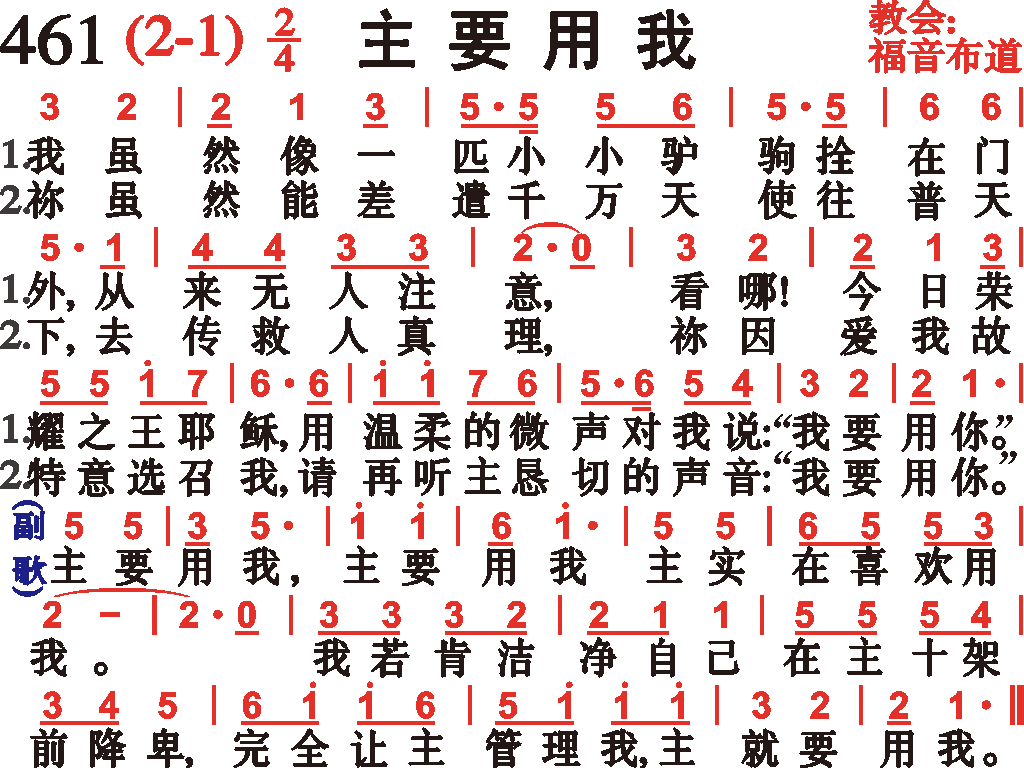 461 (2-1) 2/4 主要用我 教会:
福音布道
3 2 | 2 1 3 | 5·5 5 6 | 5·5 | 6 6 |
1.我虽然像一匹小小驴驹拴在门
2.祢虽然能差遣千万天使往普天
5·1 | 4 4 3 3 | 2·0 | 3 2 | 2 1 3 |
1.外,从来无人注意,看哪!今日荣
2.下,去传救人真理,祢因爱我故
5 5 i 7 | 6·6 | i i 7 6 | 5·6 5 4 | 3 2 | 2 1· |
1.耀之王耶稣,用温柔的微声对我说:“我要用你。”
2.特意选召我,请再听主恳切的声音:“我要用你。”
(副歌) 5 5 | 3 5· | i i | 6 i· | 5 5 | 6 5 5 3 |
主要用我,主要用我主实在喜欢用
2 – | 2·0 | 3 3 3 2 | 2 1 1 | 5 5 5 4 |
我。我若肯洁净自己在主十架
3 4 5 | 6 i i 6 | 5 i i i | 3 2 | 2 1· ‖
前降卑,完全让主管理我,主就要用我。